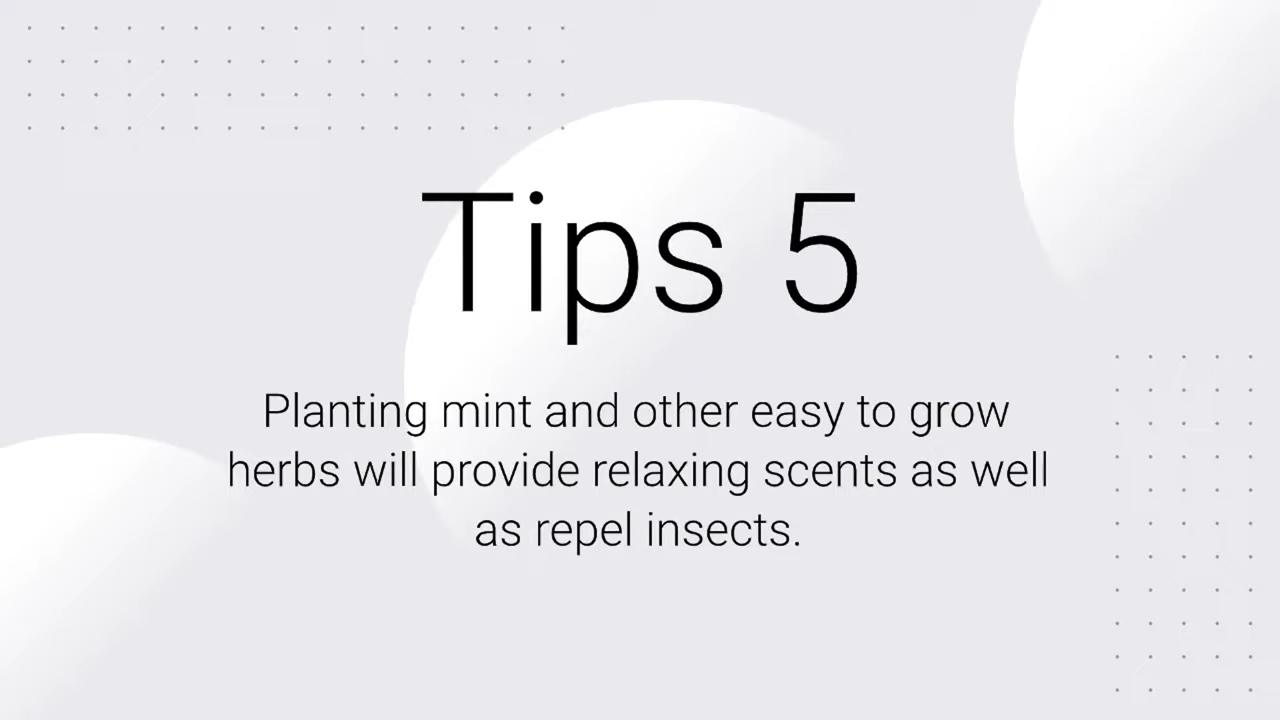 Tips 5
Planting mint and other easy to grow
herbs will provide relaxing scents as well
as repel insects.